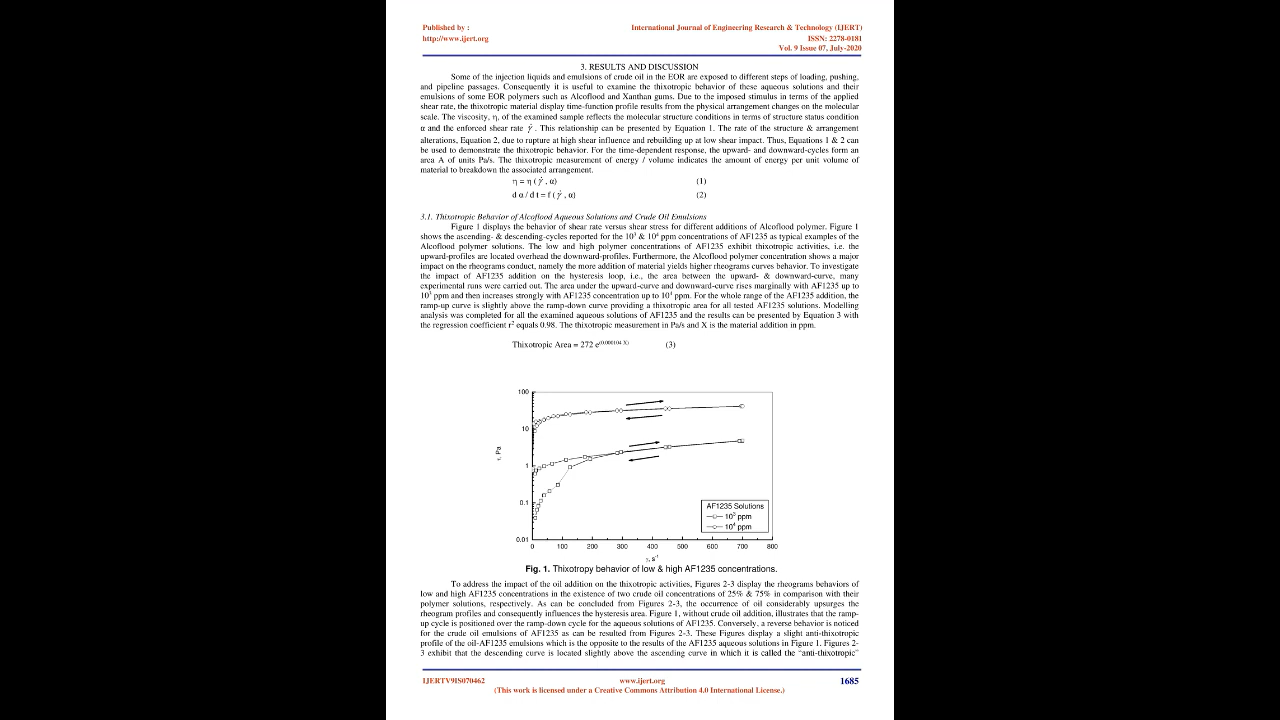 Published by :
International Journal of Engineering Research & Technology (IJERT)
http://www.ijert.org
ISSN: 2278-0181
Vol. 9 Issue 07, July-2020
3. RESULTS AND DISCUSSION
Some of the injection liquids and emulsions of crude oil in the EOR are exposed to different steps of loading, pushing,
and pipeline passages. Consequently it is useful to examine the thixotropic behavior of these aqueous solutions and their
emulsions of some EOR polymers such as Alcoflood and Xanthan gums. Due to the imposed stimulus in terms of the applied
shear rate, the thixotropic material display time-function profile results from the physical arrangement changes on the molecular
scale. The viscosity, η, of the examined sample reflects the molecular structure conditions in terms of structure status condition
α and the enforced shear rate γ̇ . This relationship can be presented by Equation 1. The rate of the structure & arrangement
alterations, Equation 2, due to rupture at high shear influence and rebuilding up at low shear impact. Thus, Equations 1 & 2 can
be used to demonstrate the thixotropic behavior. For the time-dependent response, the upward- and downward-cycles form an
area A of units Pa/s. The thixotropic measurement of energy / volume indicates the amount of energy per unit volume of
material to breakdown the associated arrangement.
η = η ( γ̇ , α) (1)
d α / d t = f ( γ̇ , α) (2)
3.1. Thixotropic Behavior of Alcoflood Aqueous Solutions and Crude Oil Emulsions
Figure 1 displays the behavior of shear rate versus shear stress for different additions of Alcoflood polymer. Figure 1
shows the ascending- & descending-cycles reported for the 10³ & 10⁴ ppm concentrations of AF1235 as typical examples of the
Alcoflood polymer solutions. The low and high polymer concentrations of AF1235 exhibit thixotropic activities, i.e. the
upward-profiles are located overhead the downward-profiles. Furthermore, the Alcoflood polymer concentration shows a major
impact on the rheograms conduct, namely the more addition of material yields higher rheograms curves behavior. To investigate
the impact of AF1235 addition on the hysteresis loop, i.e., the area between the upward- & downward-curve, many
experimental runs were carried out. The area under the upward-curve and downward-curve rises marginally with AF1235 up to
10³ ppm and then increases strongly with AF1235 concentration up to 10⁴ ppm. For the whole range of the AF1235 addition, the
ramp-up curve is slightly above the ramp-down curve providing a thixotropic area for all tested AF1235 solutions. Modelling
analysis was completed for all the examined aqueous solutions of AF1235 and the results can be presented by Equation 3 with
the regression coefficient r² equals 0.98. The thixotropic measurement in Pa/s and X is the material addition in ppm.
Thixotropic Area = 272 e^(0.000104 X) (3)
100
10
1
0.1
0.01
τ, Pa
AF1235 Solutions
10³ ppm
10⁴ ppm
0 100 200 300 400 500 600 700 800
, s⁻¹
Fig. 1. Thixotropy behavior of low & high AF1235 concentrations.
To address the impact of the oil addition on the thixotropic activities, Figures 2-3 display the rheograms behaviors of
low and high AF1235 concentrations in the existence of two crude oil concentrations of 25% & 75% in comparison with their
polymer solutions, respectively. As can be concluded from Figures 2-3, the occurrence of oil considerably upsurges the
rheogram profiles and consequently influences the hysteresis area. Figure 1, without crude oil addition, illustrates that the ramp-
up cycle is positioned over the ramp-down cycle for the aqueous solutions of AF1235. Conversely, a reverse behavior is noticed
for the crude oil emulsions of AF1235 as can be resulted from Figures 2-3. These Figures display a slight anti-thixotropic
profile of the oil-AF1235 emulsions which is the opposite to the results of the AF1235 aqueous solutions in Figure 1. Figures 2-
3 exhibit that the descending curve is located slightly above the ascending curve in which it is called the “anti-thixotropic”
IJERTV9IS070462
www.ijert.org
1685
(This work is licensed under a Creative Commons Attribution 4.0 International License.)